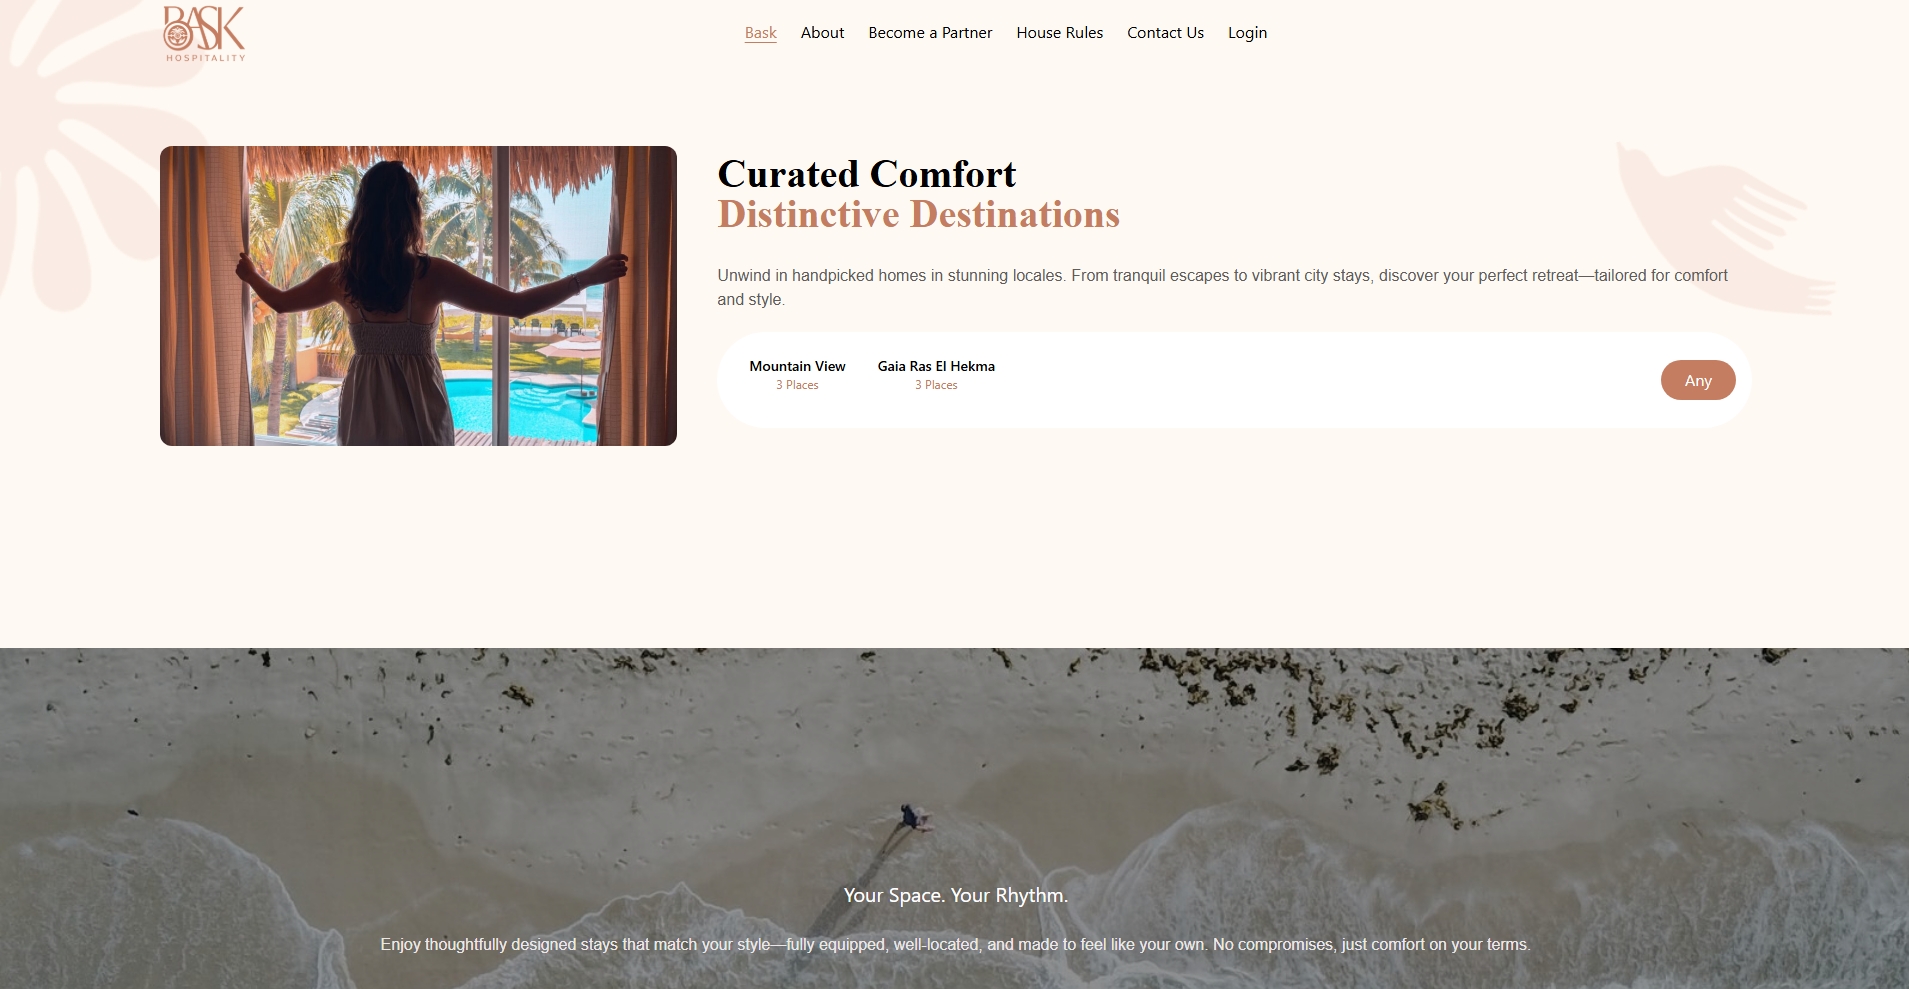 BASK
HOSPITALITY
Bask About Become a Partner House Rules Contact Us Login
Curated Comfort
Distinctive Destinations
Unwind in handpicked homes in stunning locales. From tranquil escapes to vibrant city stays, discover your perfect retreat—tailored for comfort
and style.
Mountain View Gaia Ras El Hekma
3 Places 3 Places
Any
Your Space. Your Rhythm.
Enjoy thoughtfully designed stays that match your style—fully equipped, well-located, and made to feel like your own. No compromises, just comfort on your terms.